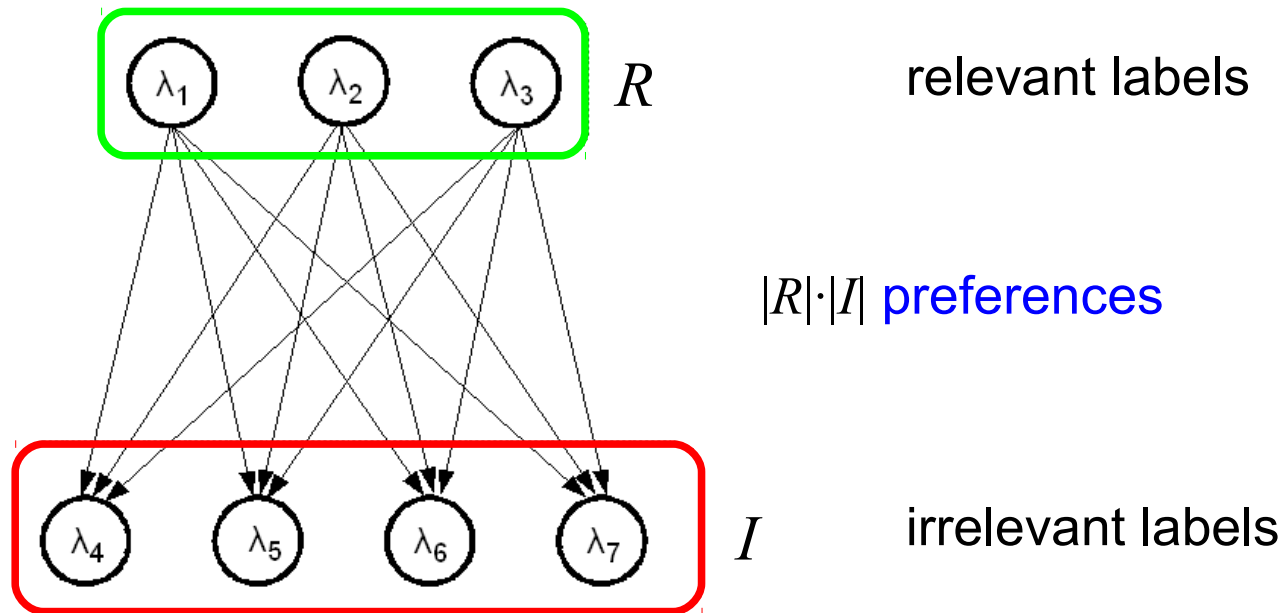 λ1 λ2 λ3 R relevant labels
|R|·|I| preferences
λ4 λ5 λ6 λ7 I irrelevant labels